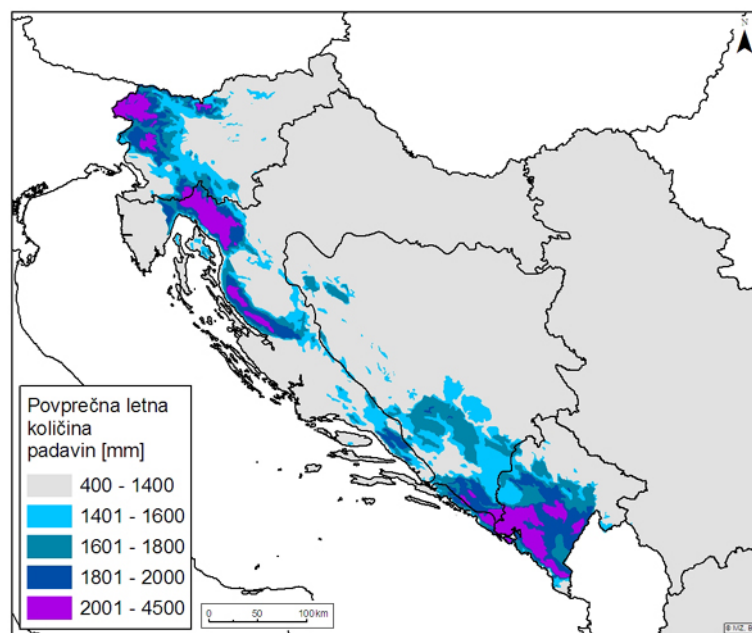 N
Povprečna letna
količina
padavin [mm]
400 - 1400
1401 - 1600
1601 - 1800
1801 - 2000
2001 - 4500
0 50 100 km
© MZ, B